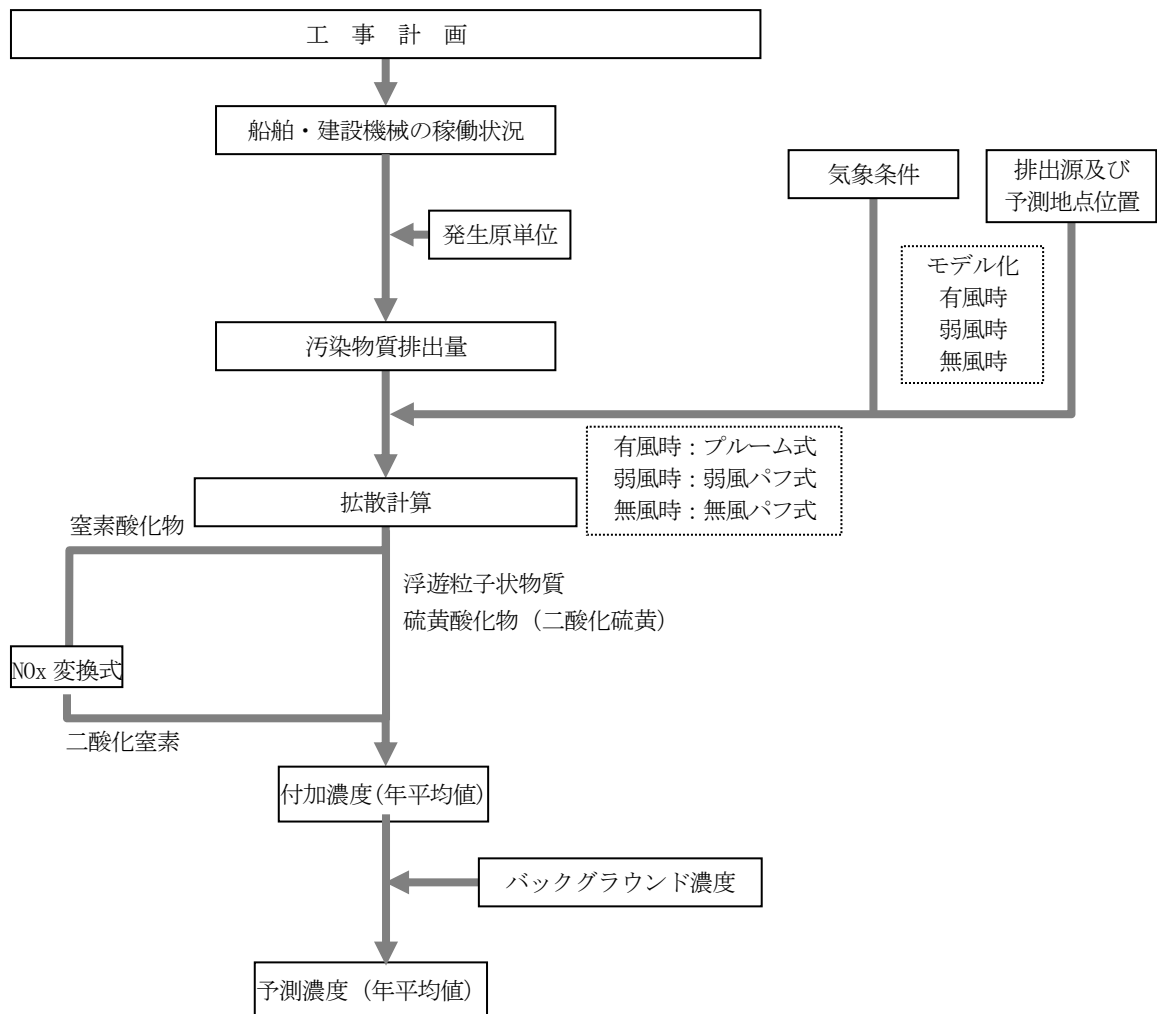 工 事 計 画
船舶・建設機械の稼働状況
気象条件
排出源及び
予測地点位置
発生原単位
モデル化
有風時
弱風時
無風時
汚染物質排出量
有風時：プルーム式
弱風時：弱風パフ式
無風時：無風パフ式
拡散計算
窒素酸化物
浮遊粒子状物質
硫黄酸化物（二酸化硫黄）
NOx 変換式
二酸化窒素
付加濃度(年平均値)
バックグラウンド濃度
予測濃度（年平均値）